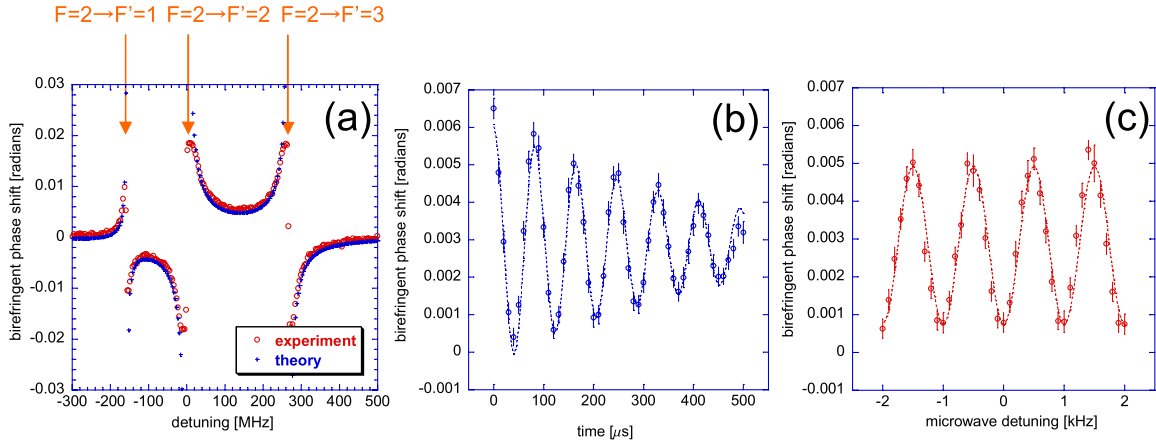 F=2→F'=1 F=2→F'=2 F=2→F'=3
(a)
birefringent phase shift [radians]
0.03
0.02
0.01
0
-0.01
-0.02
-0.03
-300 -200 -100 0 100 200 300 400 500
detuning [MHz]
experiment
theory
(b)
birefringent phase shift [radians]
0.007
0.006
0.005
0.004
0.003
0.002
0.001
0
-0.001
0 100 200 300 400 500
time [μs]
(c)
birefringent phase shift [radians]
0.007
0.006
0.005
0.004
0.003
0.002
0.001
0
-0.001
-2 -1 0 1 2
microwave detuning [kHz]